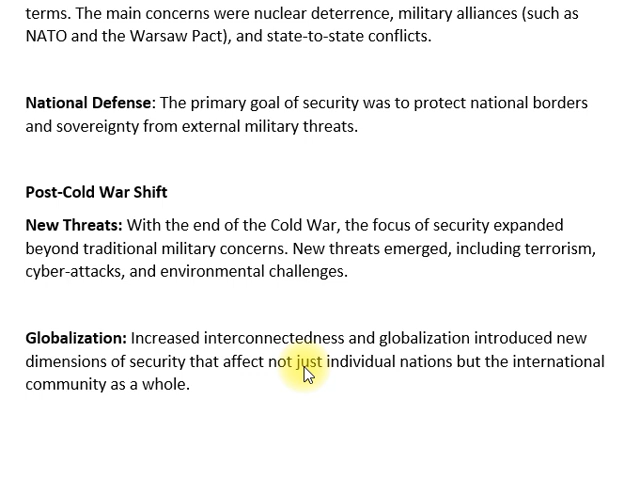 terms. The main concerns were nuclear deterrence, military alliances (such as
NATO and the Warsaw Pact), and state-to-state conflicts.
National Defense: The primary goal of security was to protect national borders
and sovereignty from external military threats.
Post-Cold War Shift
New Threats: With the end of the Cold War, the focus of security expanded
beyond traditional military concerns. New threats emerged, including terrorism,
cyber-attacks, and environmental challenges.
Globalization: Increased interconnectedness and globalization introduced new
dimensions of security that affect not just individual nations but the international
community as a whole.